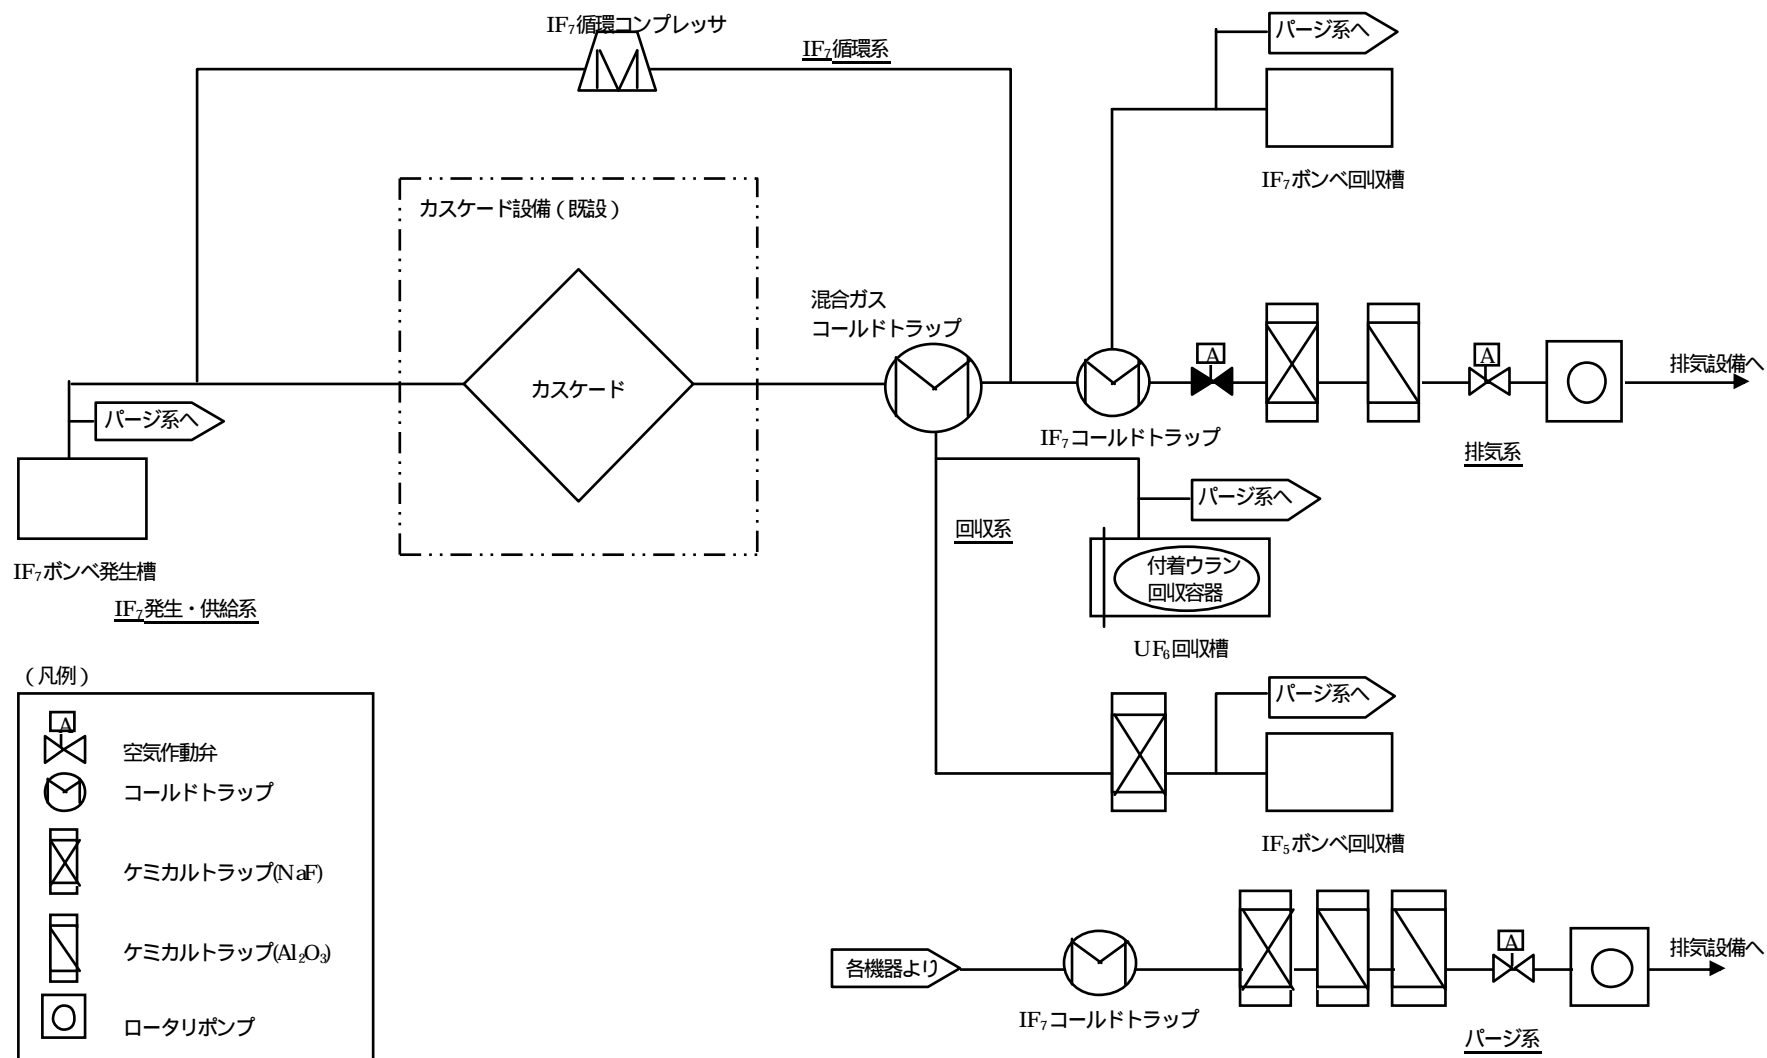 IF₇循環コンプレッサ
IF₇循環系
パージ系へ
IF₇ボンベ回収槽
カスケード設備（既設）
カスケード
混合ガス
コールドトラップ
IF₇コールドトラップ
A
A
排気設備へ
排気系
パージ系へ
IF₇ボンベ発生槽
IF₇発生・供給系
回収系
パージ系へ
付着ウラン
回収容器
UF₆回収槽
パージ系へ
IF₅ボンベ回収槽
（凡例）
A
空気作動弁
コールドトラップ
ケミカルトラップ(NaF)
ケミカルトラップ(Al₂O₃)
ロータリポンプ
各機器より
IF₇コールドトラップ
A
排気設備へ
パージ系